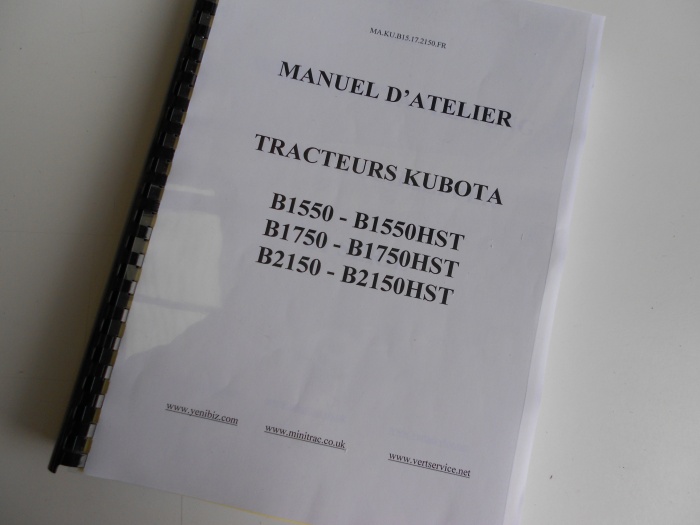 MA.KU.B15.17.2150.FR
MANUEL D'ATELIER
TRACTEURS KUBOTA
B1550 - B1550HST
B1750 - B1750HST
B2150 - B2150HST
www.yenibiz.com
www.minitrac.co.uk
www.vertservice.net